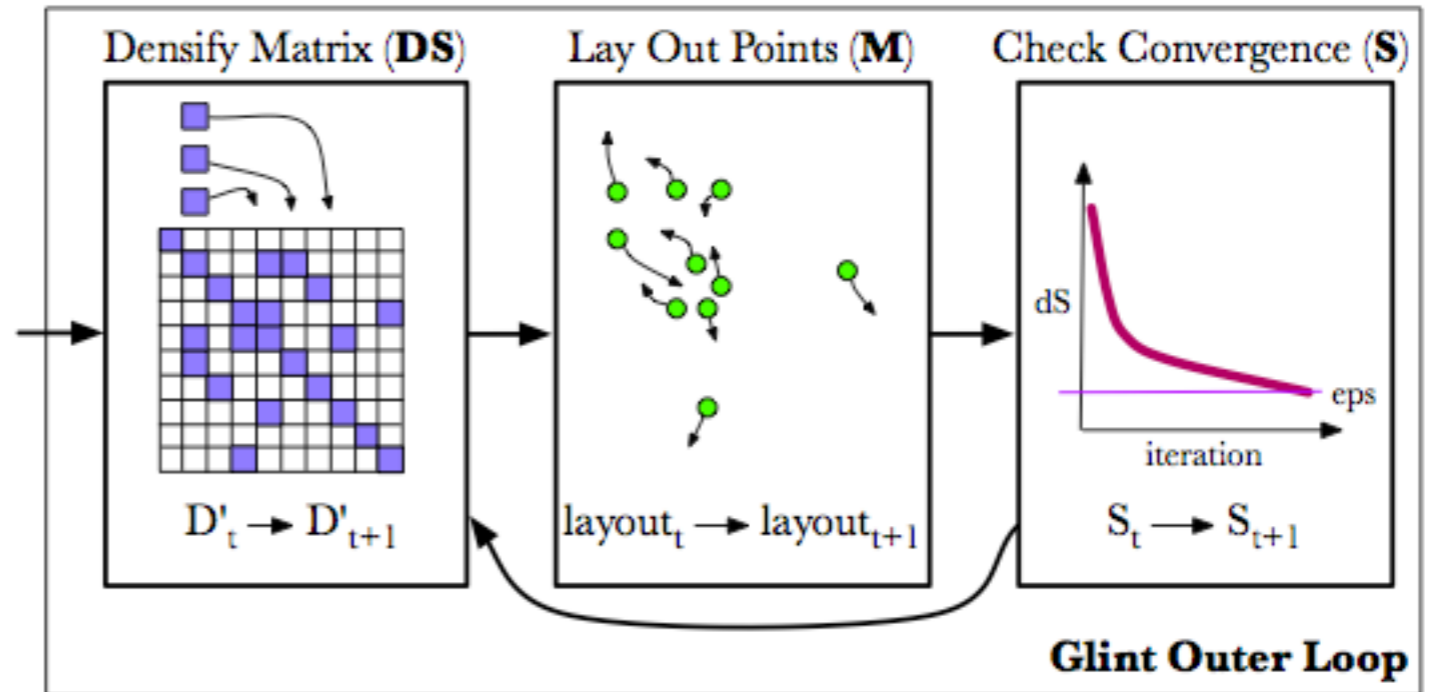 Densify Matrix (DS)
Lay Out Points (M)
Check Convergence (S)
dS
eps
iteration
D't → D't+1
layoutt → layoutt+1
St → St+1
Glint Outer Loop